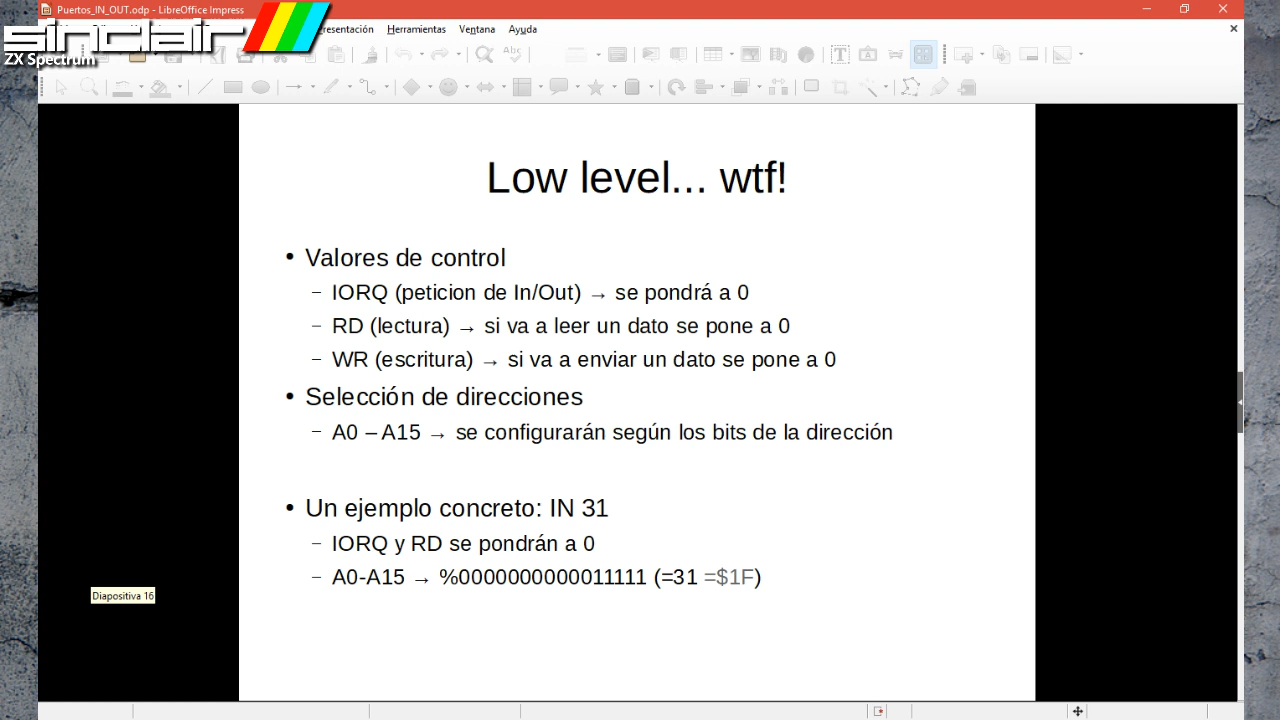 Puertos_IN_OUT.odp - LibreOffice Impress
sinclair
ZX Spectrum
resentación Herramientas Ventana Ayuda
Low level... wtf!
• Valores de control
– IORQ (peticion de In/Out) → se pondrá a 0
– RD (lectura) → si va a leer un dato se pone a 0
– WR (escritura) → si va a enviar un dato se pone a 0
• Selección de direcciones
– A0 – A15 → se configurarán según los bits de la dirección
• Un ejemplo concreto: IN 31
– IORQ y RD se pondrán a 0
– A0-A15 → %0000000000011111 (=31 =$1F)
Diapositiva 16